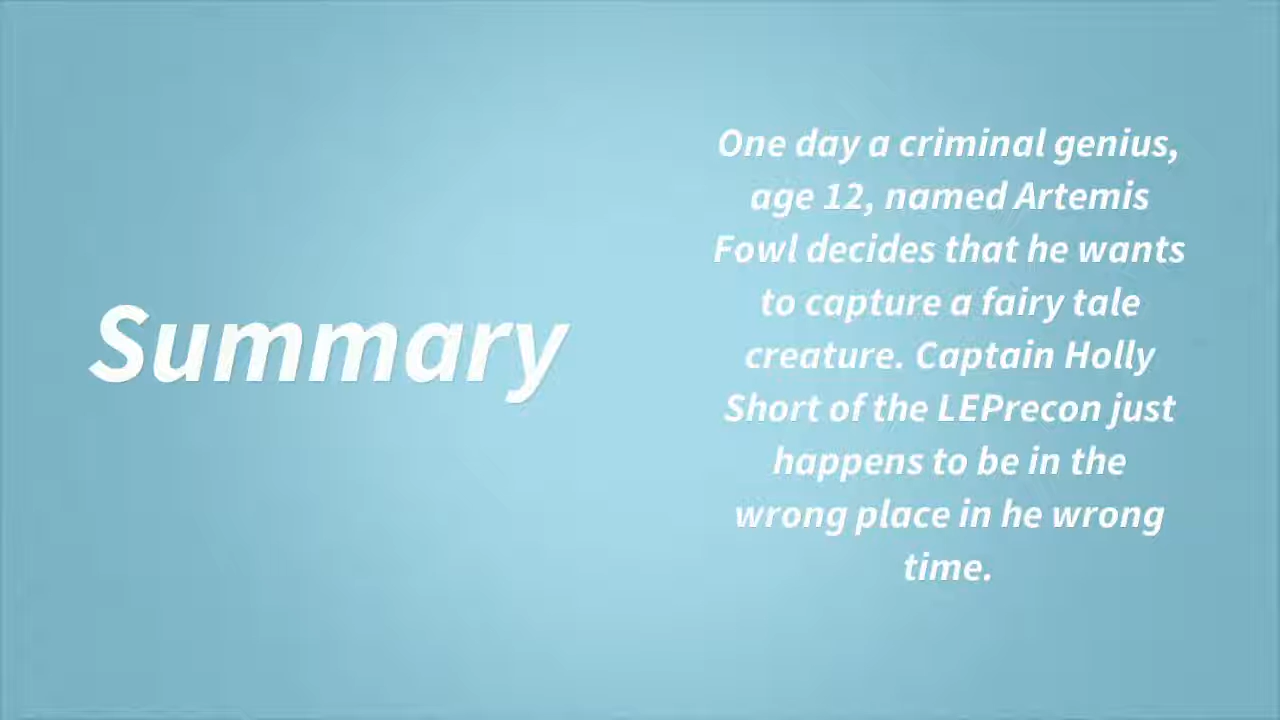 Summary
One day a criminal genius,
age 12, named Artemis
Fowl decides that he wants
to capture a fairy tale
creature. Captain Holly
Short of the LEPrecon just
happens to be in the
wrong place in he wrong
time.